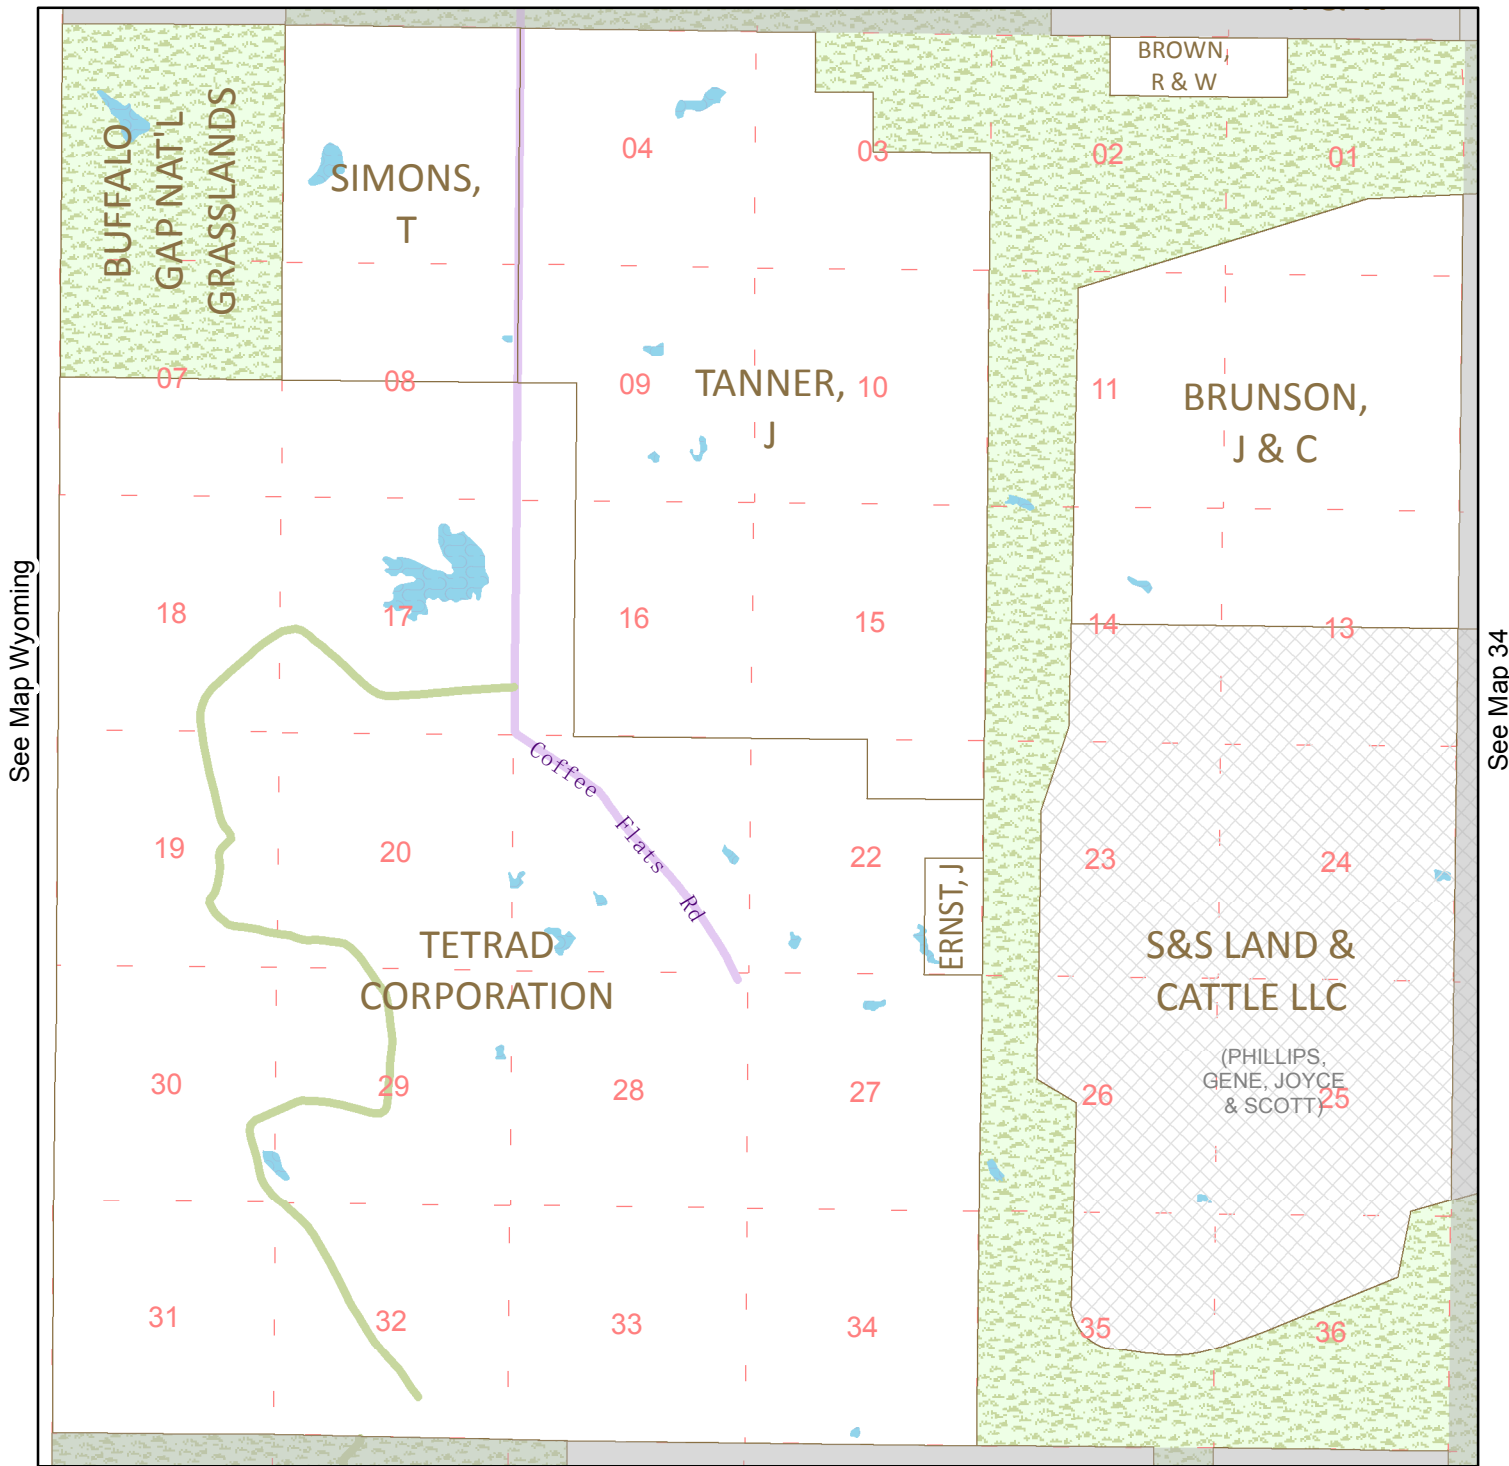 BROWN,
R & W
BUFFALO
GAP NAT'L
GRASSLANDS
SIMONS,
T
04
03
02
01
07
08
09
TANNER,
J
10
11
BRUNSON,
J & C
18
17
16
15
14
13
See Map Wyoming
See Map 34
Coffee Flats Rd
19
20
22
ERNST, J
23
24
TETRAD
CORPORATION
S&S LAND &
CATTLE LLC
(PHILLIPS,
GENE, JOYCE
& SCOTT)
30
29
28
27
26
25
31
32
33
34
35
36